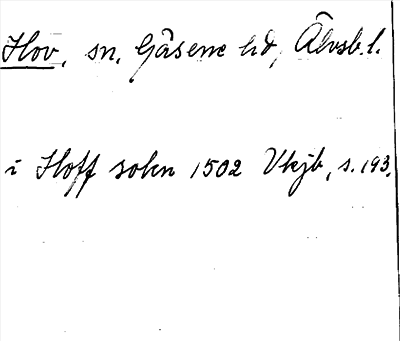 Hov, sn, Gäsene hd, Älvsb. l.
i Hoff sokn 1502 Vkjb, s. 193.